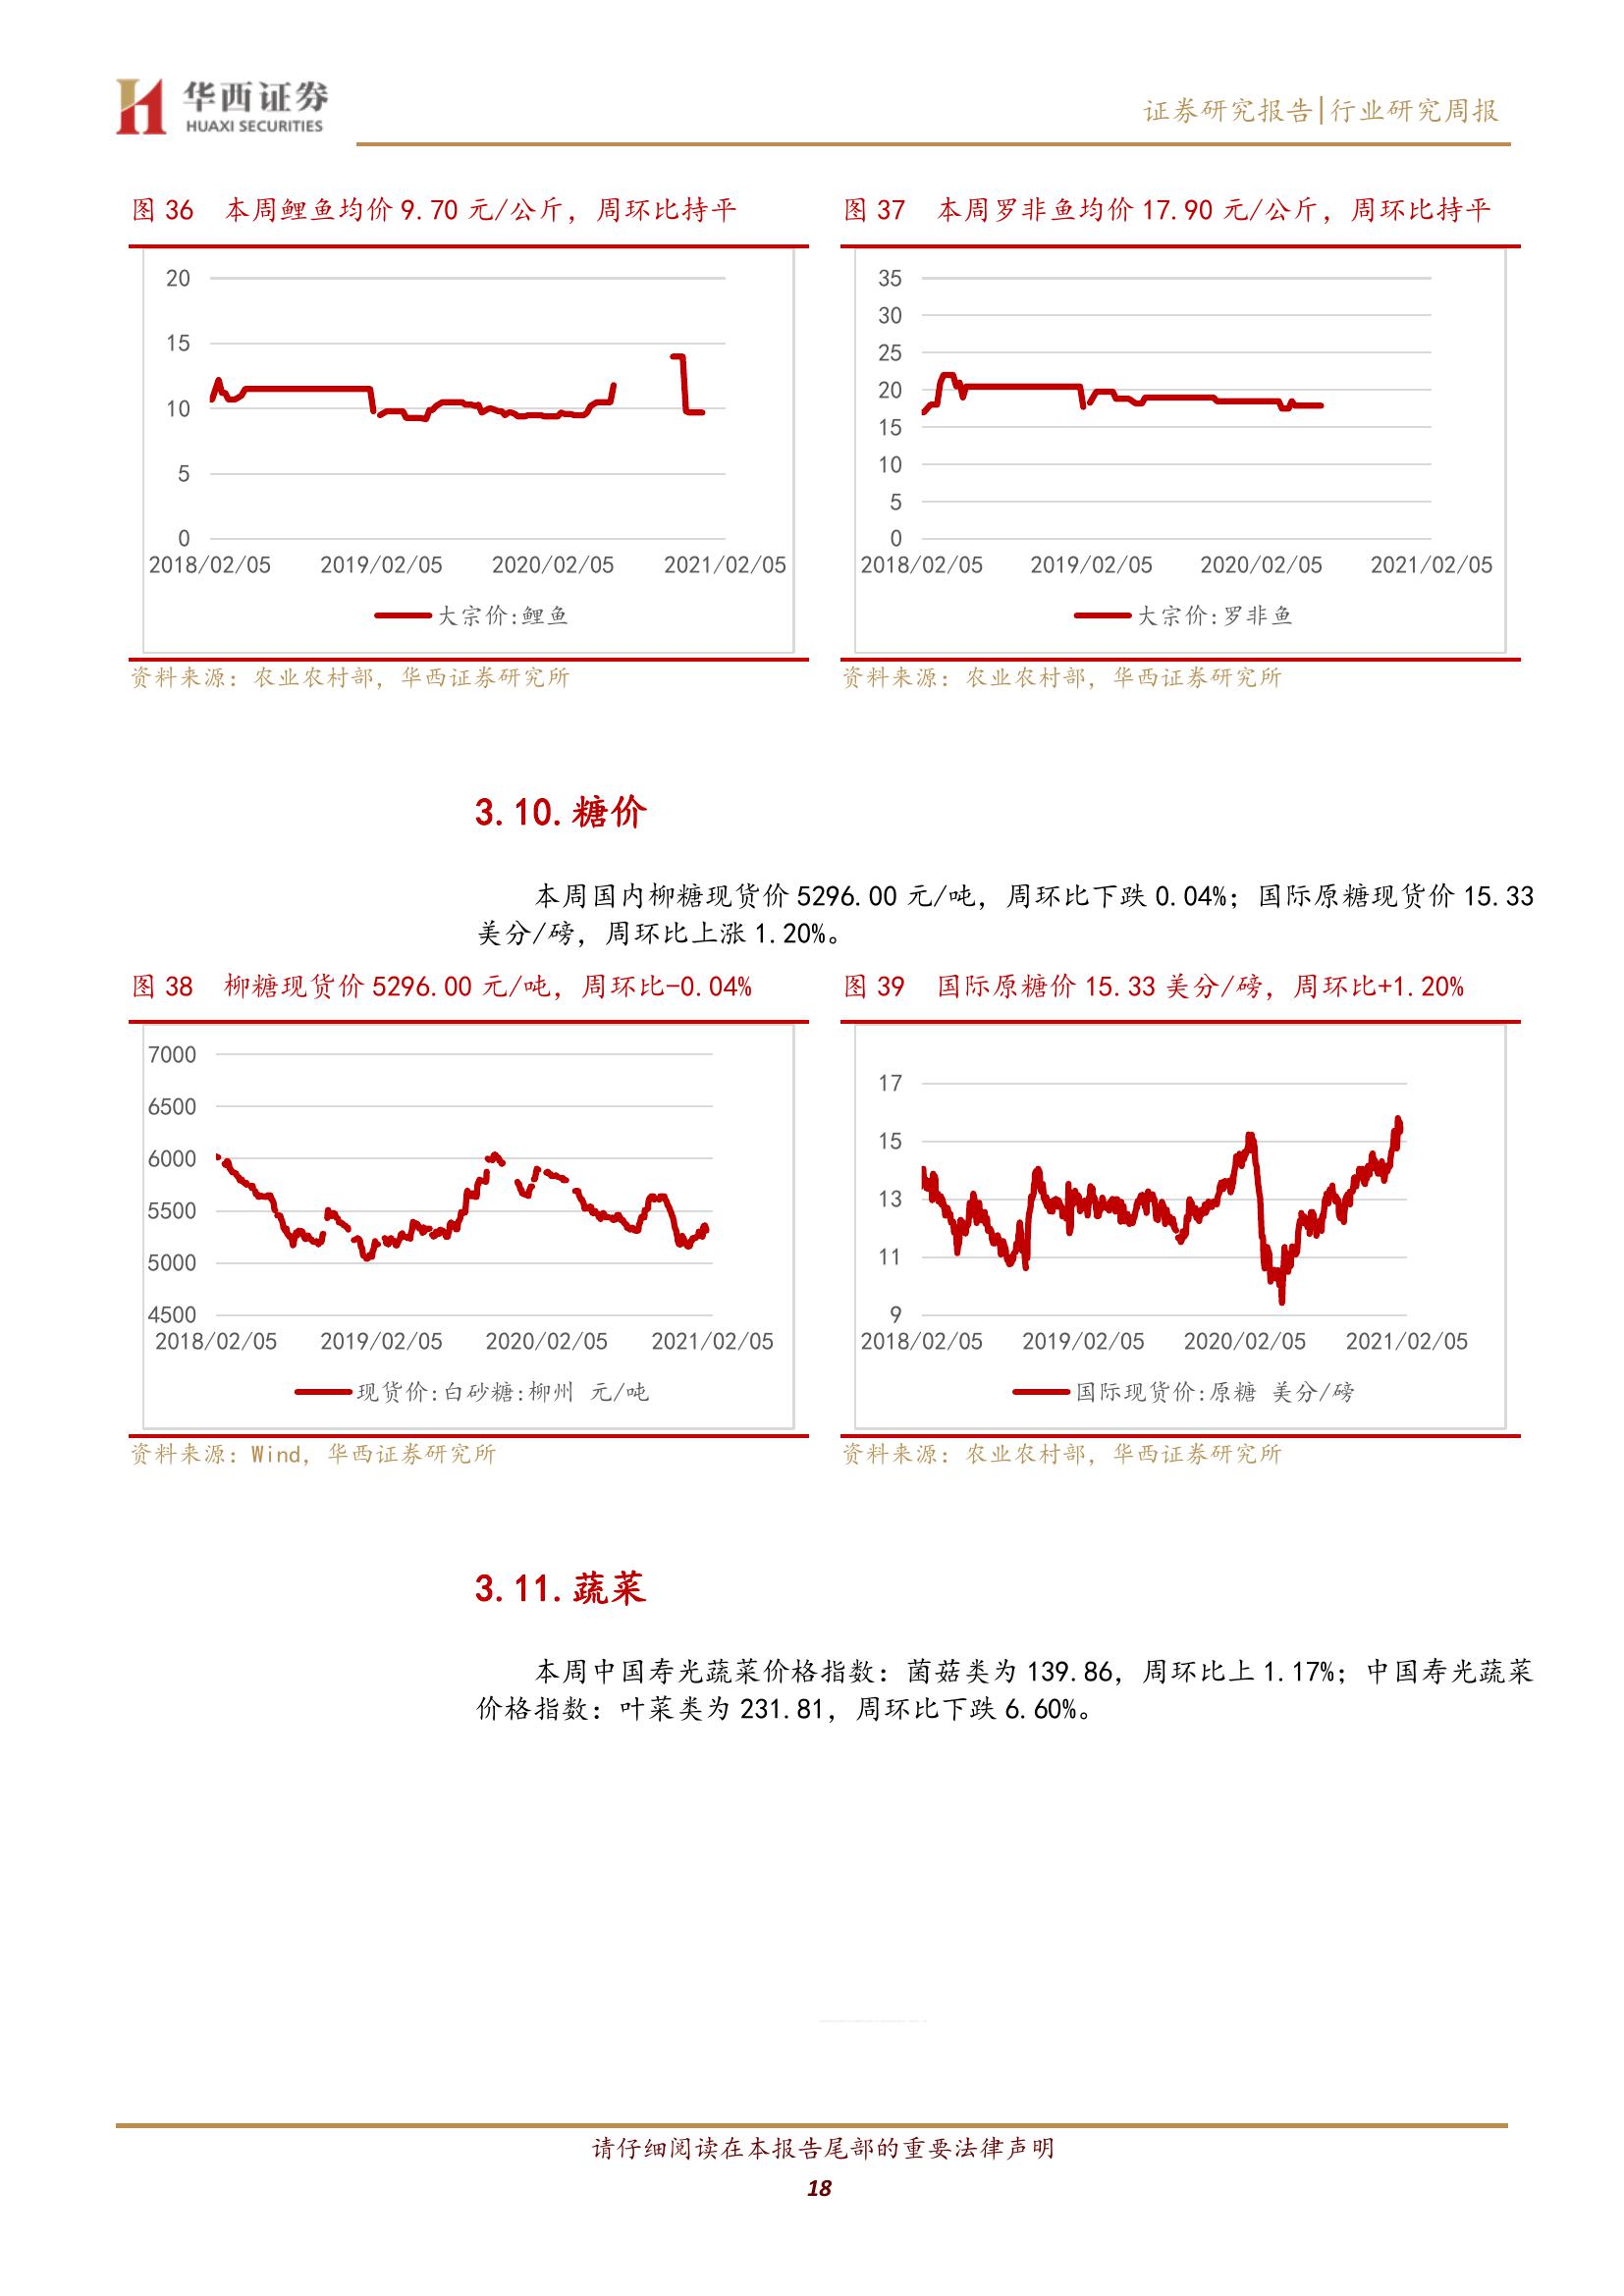 华西证券
HUAXI SECURITIES
证券研究报告|行业研究周报
图 36 本周鲤鱼均价 9.70 元/公斤，周环比持平
20
15
10
5
0
2018/02/05 2019/02/05 2020/02/05 2021/02/05
大宗价:鲤鱼
资料来源：农业农村部，华西证券研究所
图 37 本周罗非鱼均价 17.90 元/公斤，周环比持平
35
30
25
20
15
10
5
0
2018/02/05 2019/02/05 2020/02/05 2021/02/05
大宗价:罗非鱼
资料来源：农业农村部，华西证券研究所
3.10.糖价
本周国内柳糖现货价 5296.00 元/吨，周环比下跌 0.04%；国际原糖现货价 15.33
美分/磅，周环比上涨 1.20%。
图 38 柳糖现货价 5296.00 元/吨，周环比-0.04%
7000
6500
6000
5500
5000
4500
2018/02/05 2019/02/05 2020/02/05 2021/02/05
现货价:白砂糖:柳州 元/吨
资料来源：Wind，华西证券研究所
图 39 国际原糖价 15.33 美分/磅，周环比+1.20%
17
15
13
11
9
2018/02/05 2019/02/05 2020/02/05 2021/02/05
国际现货价:原糖 美分/磅
资料来源：农业农村部，华西证券研究所
3.11.蔬菜
本周中国寿光蔬菜价格指数：菌菇类为 139.86，周环比上 1.17%；中国寿光蔬菜
价格指数：叶菜类为 231.81，周环比下跌 6.60%。
请仔细阅读在本报告尾部的重要法律声明
18